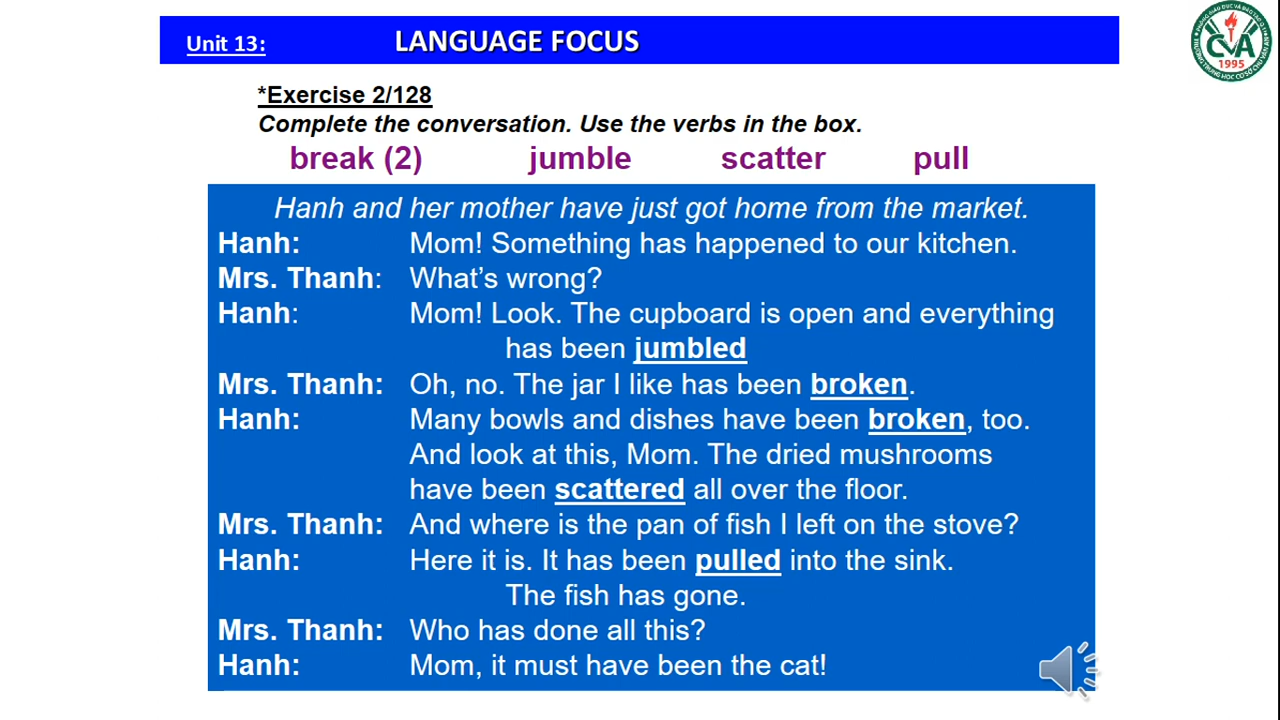 Unit 13:
LANGUAGE FOCUS
CVA
1995
*Exercise 2/128
Complete the conversation. Use the verbs in the box.
break (2) jumble scatter pull
Hanh and her mother have just got home from the market.
Hanh: Mom! Something has happened to our kitchen.
Mrs. Thanh: What's wrong?
Hanh: Mom! Look. The cupboard is open and everything
has been jumbled
Mrs. Thanh: Oh, no. The jar I like has been broken.
Hanh: Many bowls and dishes have been broken, too.
And look at this, Mom. The dried mushrooms
have been scattered all over the floor.
Mrs. Thanh: And where is the pan of fish I left on the stove?
Hanh: Here it is. It has been pulled into the sink.
The fish has gone.
Mrs. Thanh: Who has done all this?
Hanh: Mom, it must have been the cat!